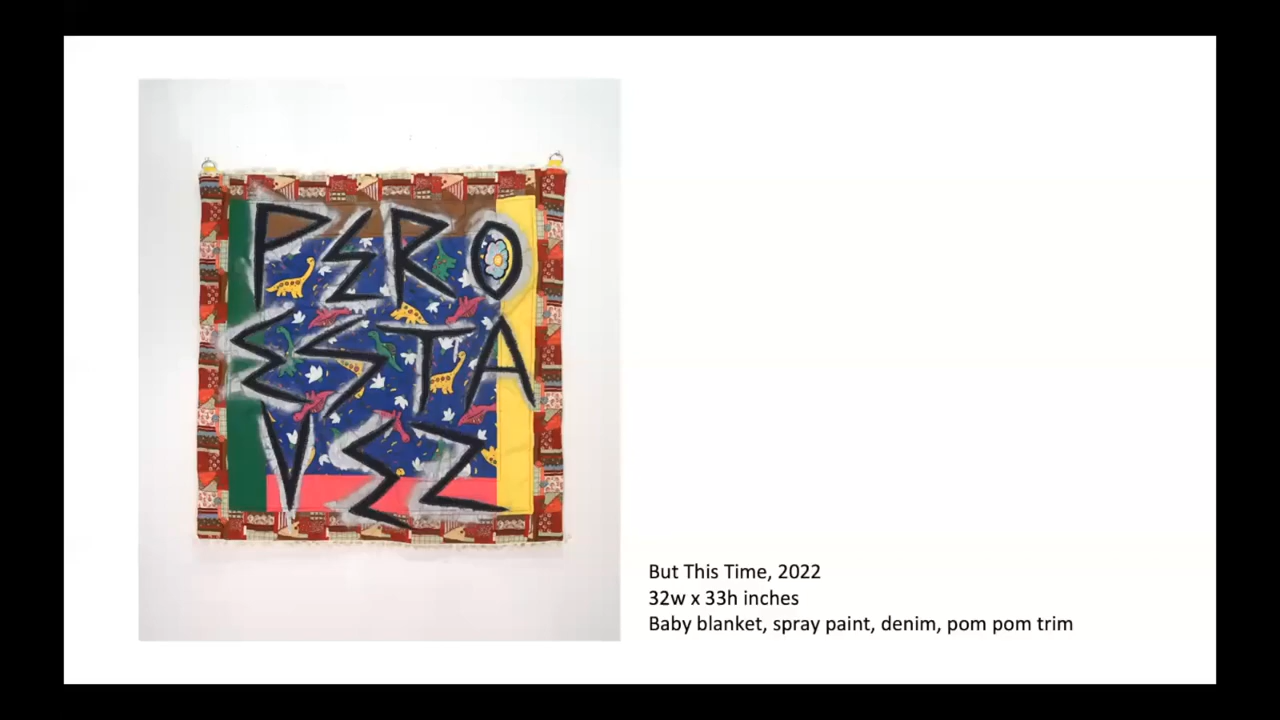 PERO
ESTA
VEZ
But This Time, 2022
32w x 33h inches
Baby blanket, spray paint, denim, pom pom trim